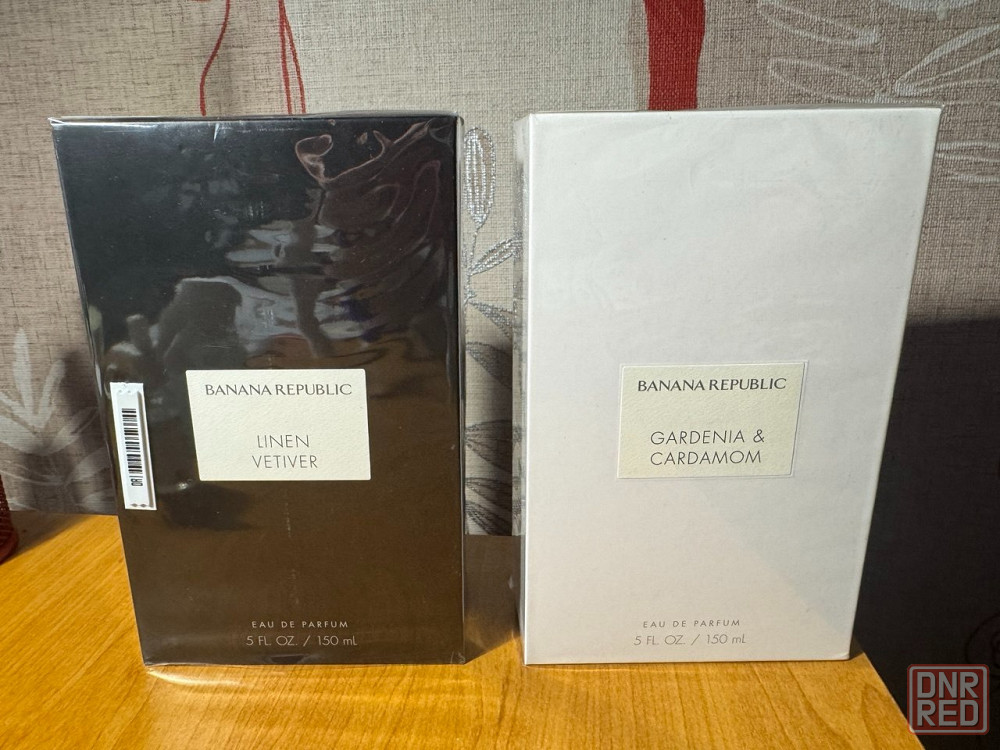 BANANA REPUBLIC
LINEN
VETIVER
EAU DE PARFUM
5 FL. OZ. / 150 mL
BANANA REPUBLIC
GARDENIA &
CARDAMOM
EAU DE PARFUM
5 FL. OZ. / 150 mL
DNR
RED